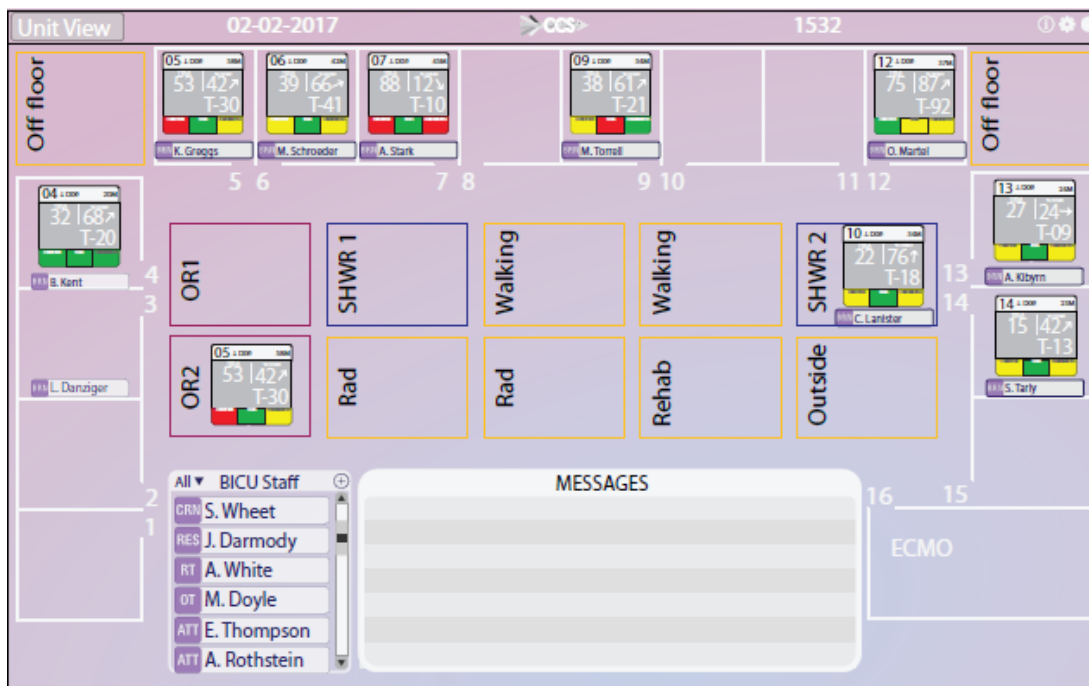 Unit View 02-02-2017 CCS 1532
Off floor
05 38M
53 42
T-30
K. Greggs
06
39 66
T-41
M. Schroeder
07
88 12
T-10
A. Stark
09
38 61
T-21
M. Torrell
12 37M
75 87
T-92
O. Martel
Off floor
5 6 7 8 9 10 11 12
04
32 68
T-20
B. Kent
4
3
L. Danziger
2
1
OR1
SHWR 1
Walking
Walking
SHWR 2
10
22 76
T-18
C. Lanister
13
27 24
T-09
A. Kibyrn
13
14
14
15 42
T-13
S. Tarly
OR2
05 38M
53 42
T-30
Rad
Rad
Rehab
Outside
All BICU Staff
CRN S. Wheet
RES J. Darmody
RT A. White
OT M. Doyle
ATT E. Thompson
ATT A. Rothstein
MESSAGES
16 15
ECMO